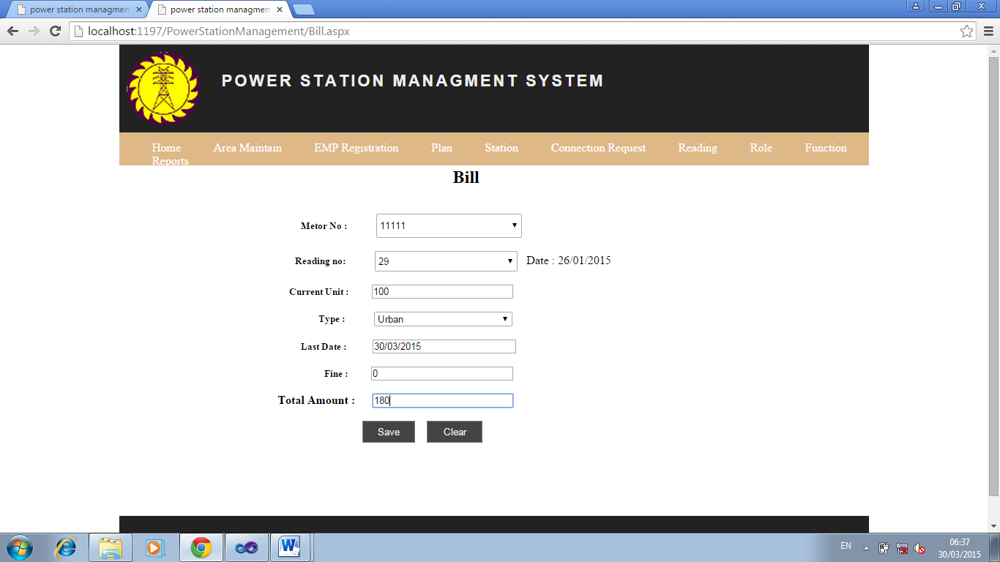 power station managmen
power station managmen
localhost:1197/PowerStationManagement/Bill.aspx
POWER STATION MANAGMENT SYSTEM
Home Area Maintain EMP Registration Plan Station Connection Request Reading Role Function
Reports
Bill
Metor No : 11111
Reading no: 29 Date : 26/01/2015
Current Unit : 100
Type : Urban
Last Date : 30/03/2015
Fine : 0
Total Amount : 180
Save Clear
EN 06:37
30/03/2015